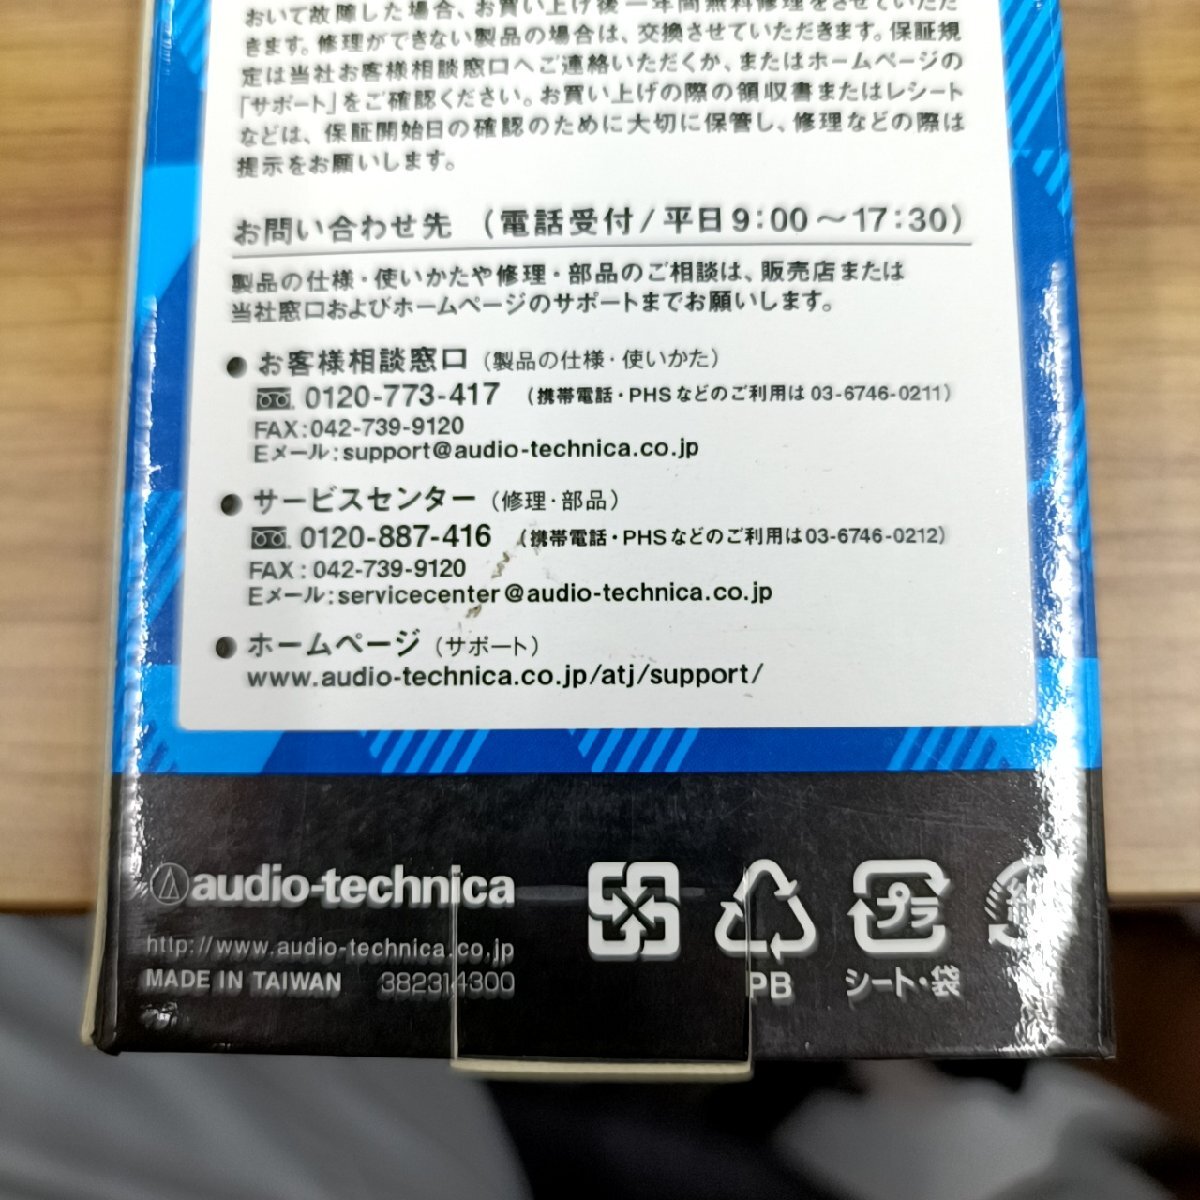 おいて故障した場合、お買い上げ後一年間無料修理をさせていただ
きます。修理ができない製品の場合は、交換させていただきます。保証規
定は当社お客様相談窓口へご連絡いただくか、またはホームページの
「サポート」をご確認ください。お買い上げの際の領収書またはレシート
などは、保証開始日の確認のために大切に保管し、修理などの際は
提示をお願いします。
お問い合わせ先 (電話受付/平日9:00~17:30)
製品の仕様・使いかたや修理・部品のご相談は、販売店または
当社窓口およびホームページのサポートまでお願いします。
●お客様相談窓口(製品の仕様・使いかた)
0120-773-417 (携帯電話・PHSなどのご利用は 03-6746-0211)
FAX:042-739-9120
Eメール:support@audio-technica.co.jp
●サービスセンター(修理・部品)
0120-887-416 (携帯電話・PHSなどのご利用は03-6746-0212)
FAX:042-739-9120
Eメール:servicecenter@audio-technica.co.jp
●ホームページ(サポート)
www.audio-technica.co.jp/atj/support/
audio-technica
http://www.audio-technica.co.jp
MADE IN TAIWAN 382314300
PB
プラ
シート・袋